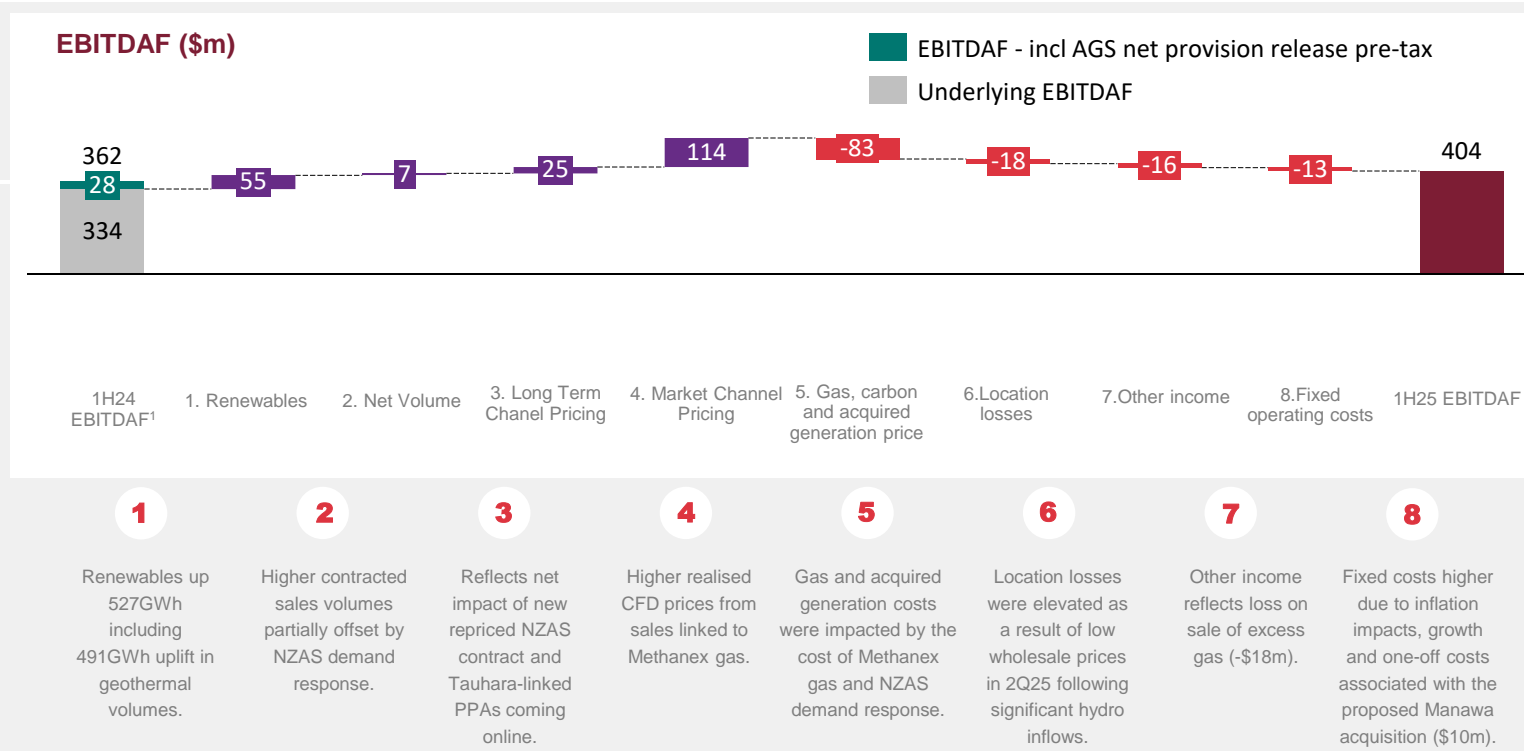 EBITDAF ($m)
EBITDAF - incl AGS net provision release pre-tax
Underlying EBITDAF
362
28
334
55
7
25
114
-83
-18
-16
-13
404
1H24
EBITDAF1
1. Renewables
2. Net Volume
3. Long Term
Chanel Pricing
4. Market Channel
Pricing
5. Gas, carbon
and acquired
generation price
6.Location
losses
7.Other income
8.Fixed
operating costs
1H25 EBITDAF
1
Renewables up
527GWh
including
491GWh uplift in
geothermal
volumes.
2
Higher contracted
sales volumes
partially offset by
NZAS demand
response.
3
Reflects net
impact of new
repriced NZAS
contract and
Tauhara-linked
PPAs coming
online.
4
Higher realised
CFD prices from
sales linked to
Methanex gas.
5
Gas and acquired
generation costs
were impacted by the
cost of Methanex
gas and NZAS
demand response.
6
Location losses
were elevated as
a result of low
wholesale prices
in 2Q25 following
significant hydro
inflows.
7
Other income
reflects loss on
sale of excess
gas (-$18m).
8
Fixed costs higher
due to inflation
impacts, growth
and one-off costs
associated with the
proposed Manawa
acquisition ($10m).